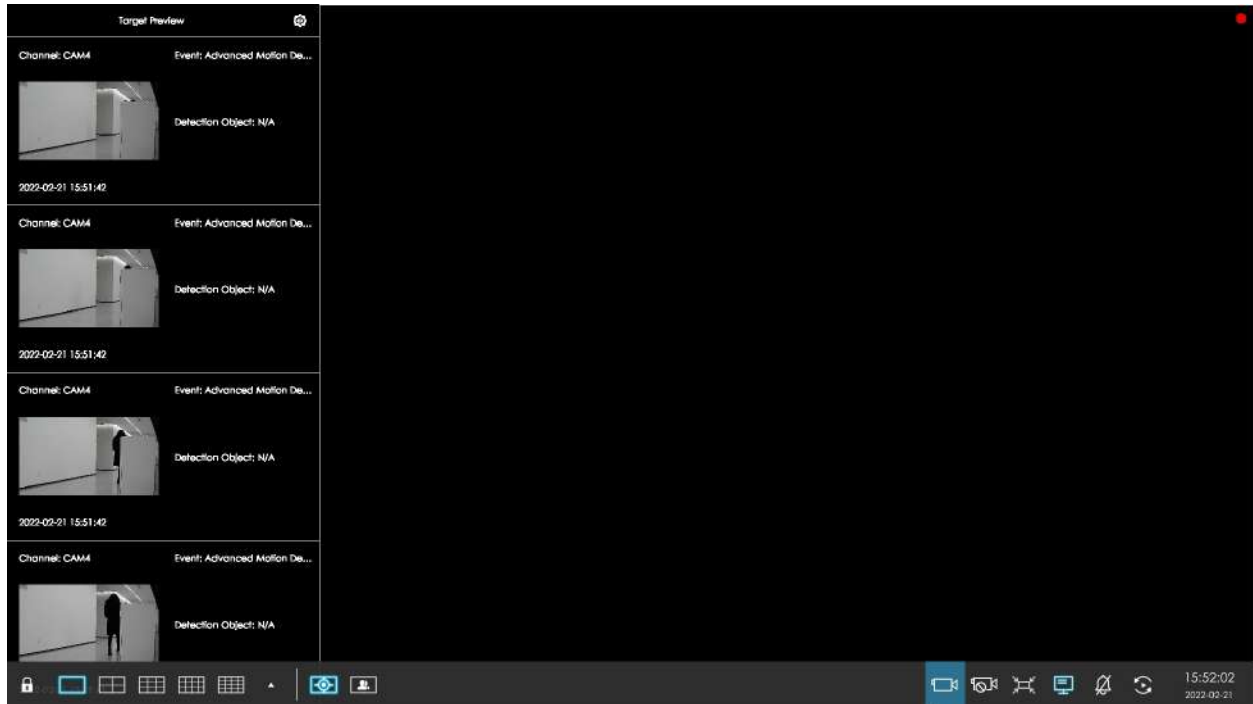 Target Preview
Channel: CAM4 Event: Advanced Motion De...
Detection Object: N/A
2022-02-21 15:51:42
Channel: CAM4 Event: Advanced Motion De...
Detection Object: N/A
2022-02-21 15:51:42
Channel: CAM4 Event: Advanced Motion De...
Detection Object: N/A
2022-02-21 15:51:42
Channel: CAM4 Event: Advanced Motion De...
Detection Object: N/A
15:52:02
2022-02-21